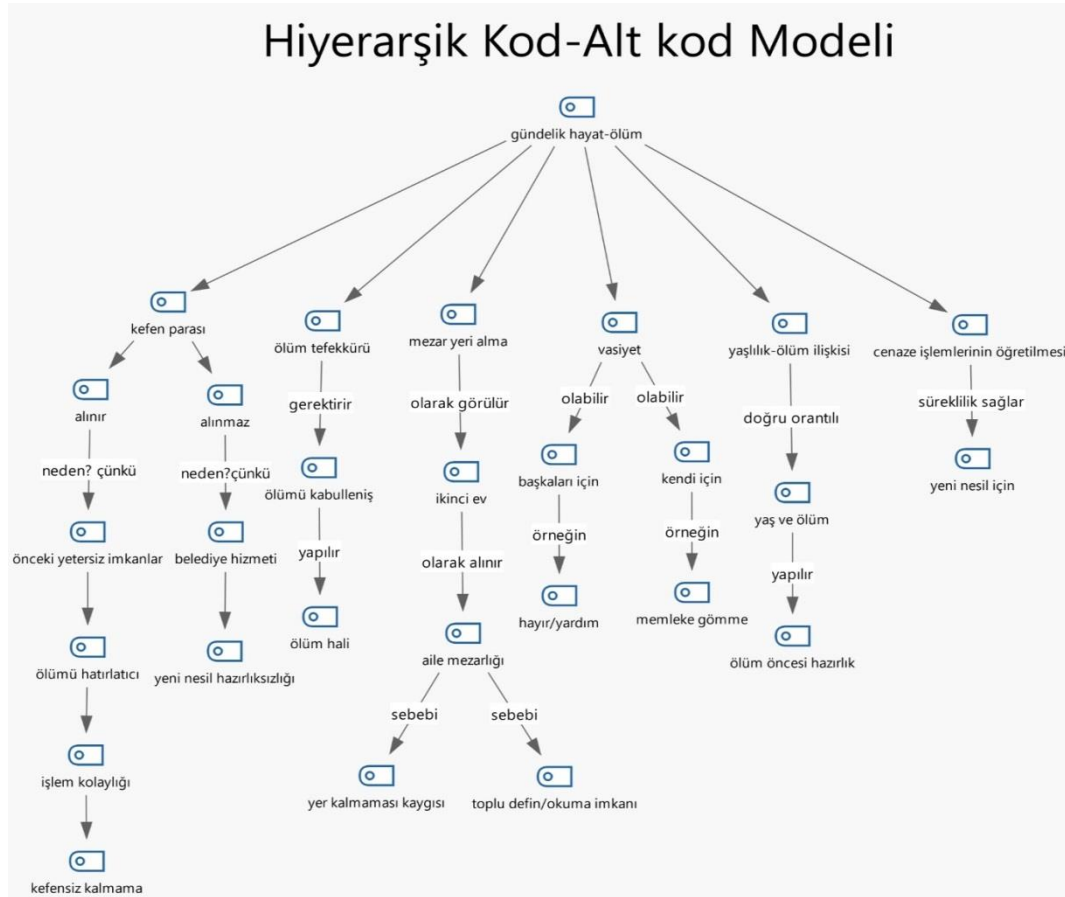 Hiyerarşik Kod-Alt kod Modeli
gündelik hayat-ölüm
kefen parası
ölüm tefekkürü
mezar yeri alma
vasiyet
yaşlılık-ölüm ilişkisi
cenaze işlemlerinin öğretilmesi
alınır
alınmaz
gerektirir
olarak görülür
olabilir
olabilir
doğru orantılı
süreklilik sağlar
neden? çünkü
neden?çünkü
ölümü kabulleniş
ikinci ev
başkaları için
kendi için
yaş ve ölüm
yeni nesil için
önceki yetersiz imkanlar
belediye hizmeti
yapılır
olarak alınır
örneğin
örneğin
yapılır
ölüm hali
aile mezarlığı
hayır/yardım
memleke gömme
ölüm öncesi hazırlık
ölümü hatırlatıcı
yeni nesil hazırlıksızlığı
sebebi
sebebi
işlem kolaylığı
yer kalmaması kaygısı
toplu defin/okuma imkanı
kefensiz kalmama